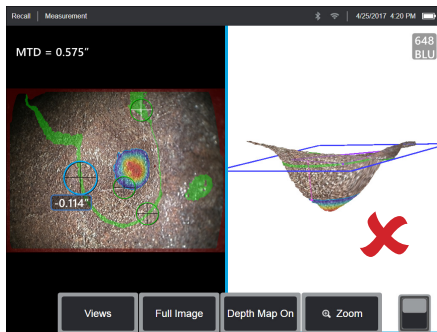 Recall | Measurement
4/25/2017 4:20 PM
648
BLU
MTD = 0.575"
-0.114"
Views
Full Image
Depth Map On
Zoom